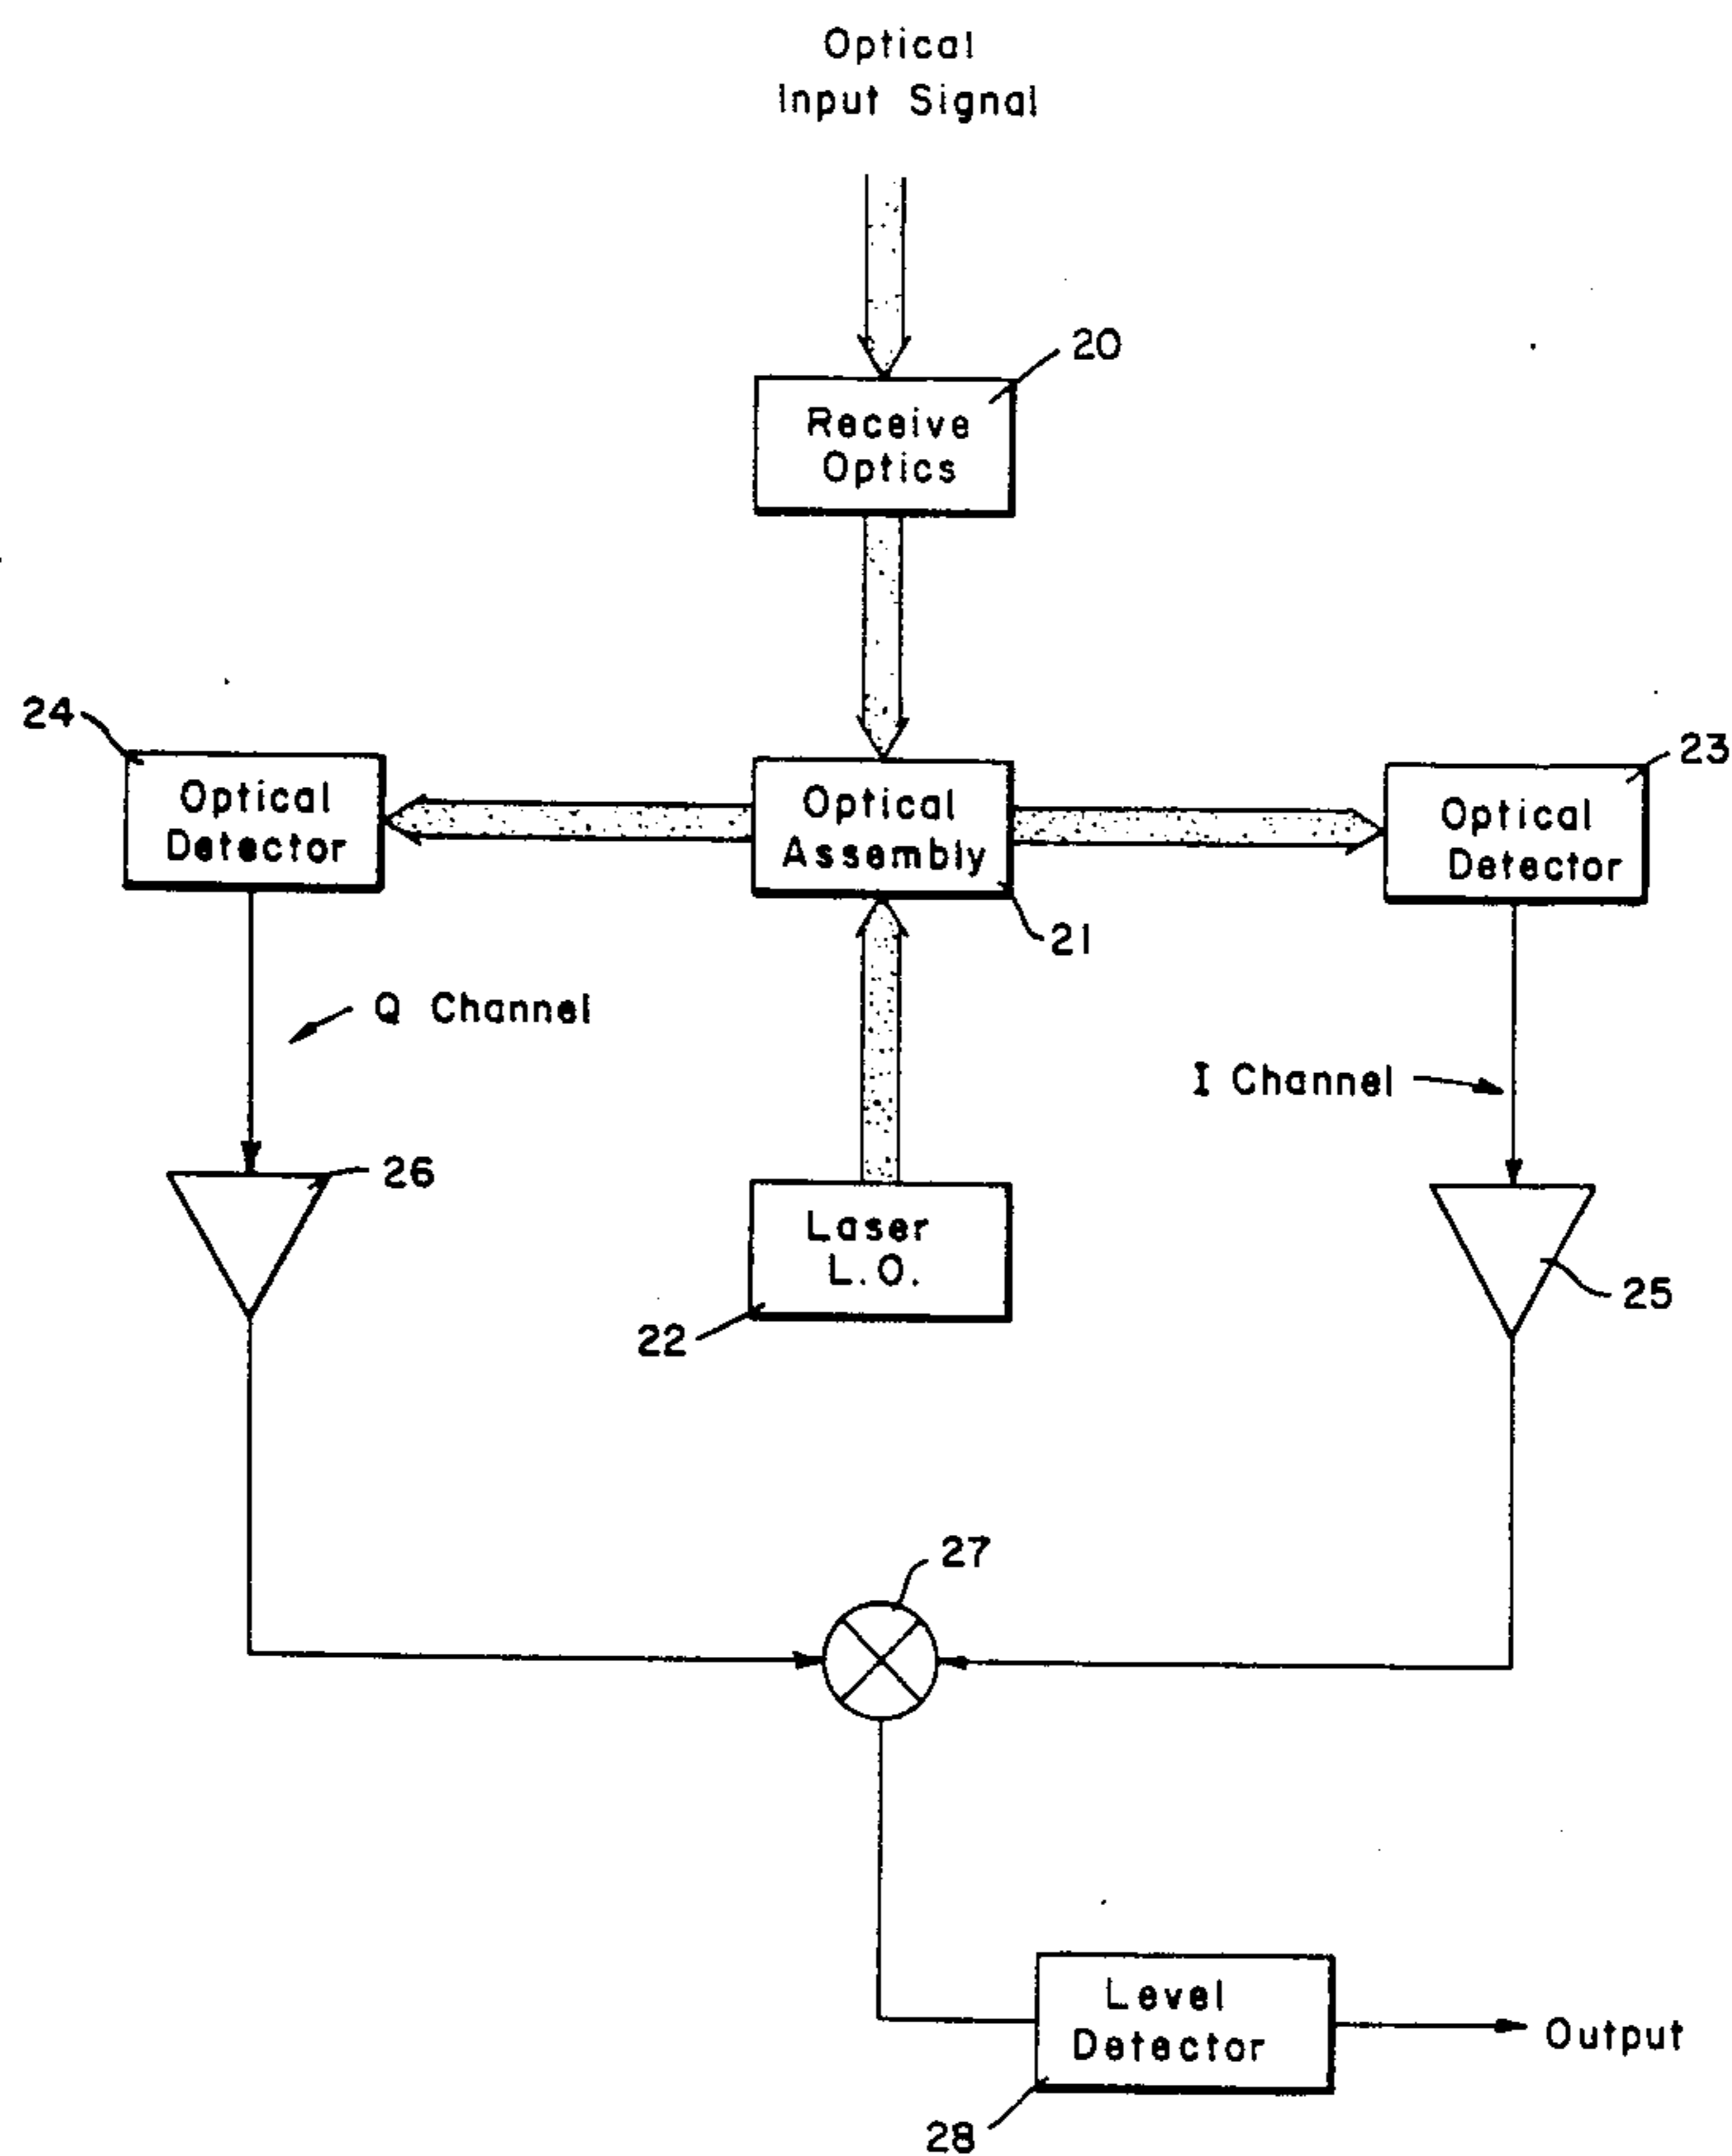 Optical
Input Signal
20
Receive
Optics
24
Optical
Detector
Optical
Assembly
21
23
Optical
Detector
Q Channel
I Channel
26
Laser
L.O.
22
25
27
Level
Detector
28
Output